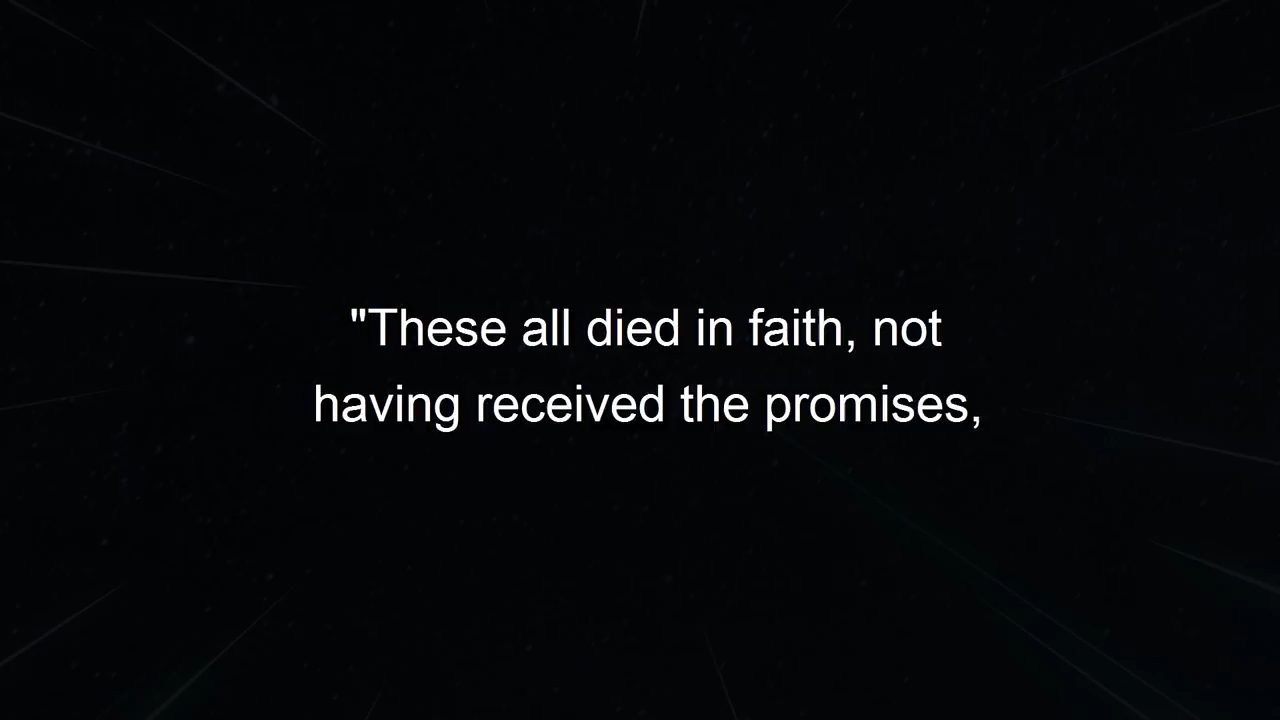 "These all died in faith, not
having received the promises,